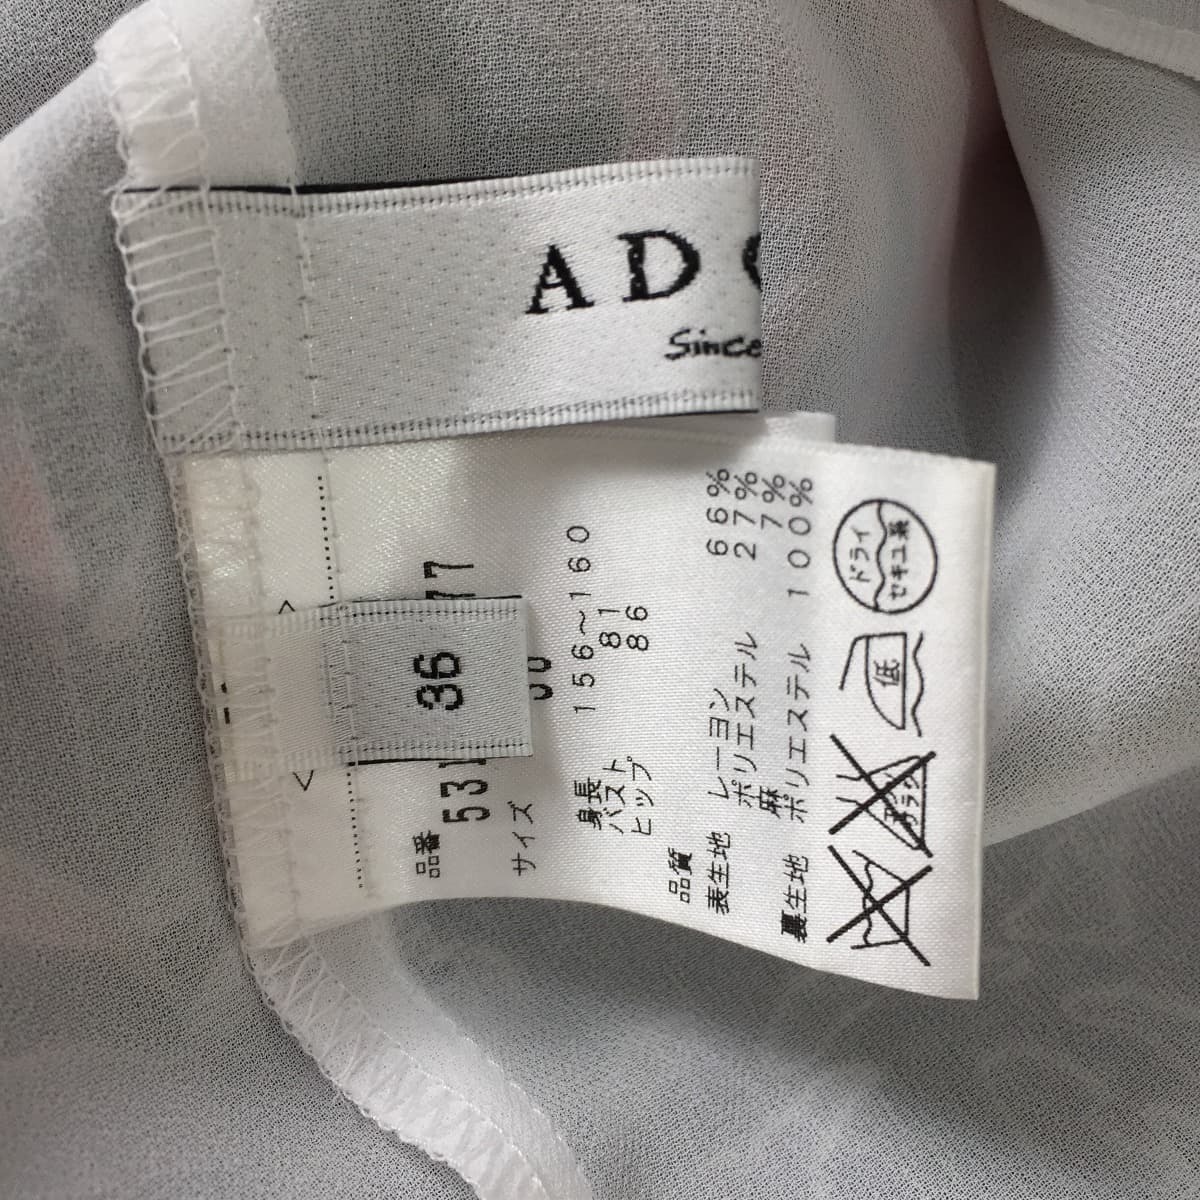 AD
Since
36
品番 531 77
サイズ
身長 156~160
バスト 81
ヒップ 86
品質
表生地 レーヨン 66%
ポリエステル 27%
麻 7%
裏生地 ポリエステル 100%
ドライ
セキユ系
低